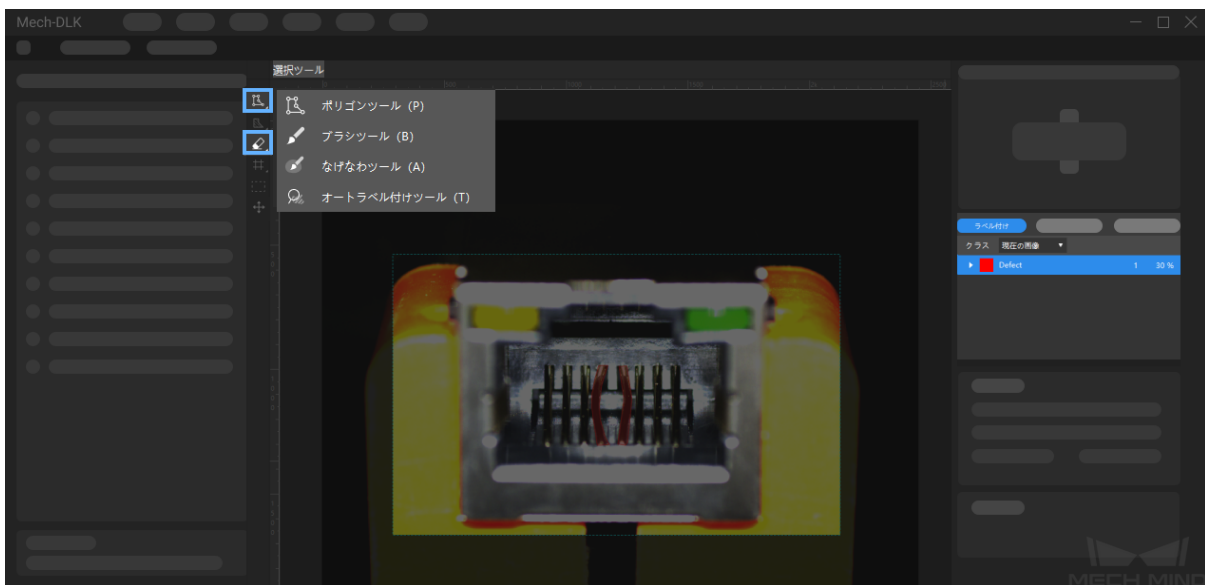 Mech-DLK
選択ツール
ポリゴンツール (P)
ブラシツール (B)
なげなわツール (A)
オートラベル付けツール (T)
ラベル付け
クラス 現在の画像
Defect 1 30 %
MECH MIND